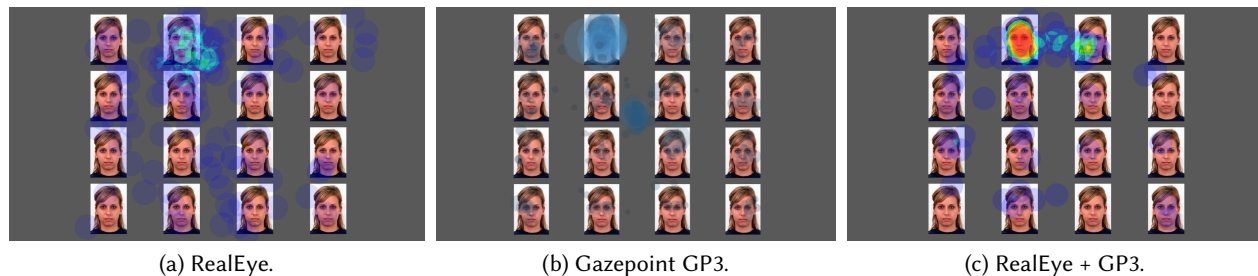 (a) RealEye.
(b) Gazepoint GP3.
(c) RealEye + GP3.